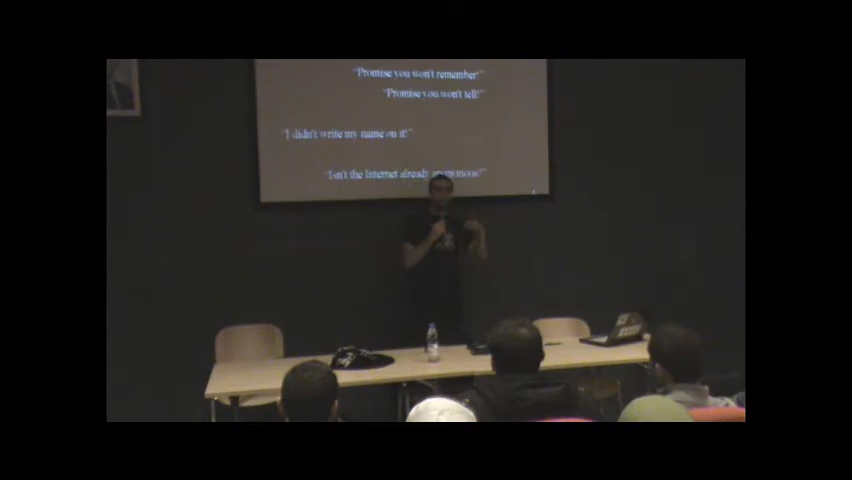 "Promise you won't remember!"
"Promise you won't tell!"
"I didn't write my name on it!"
"Isn't the Internet already anonymous?"